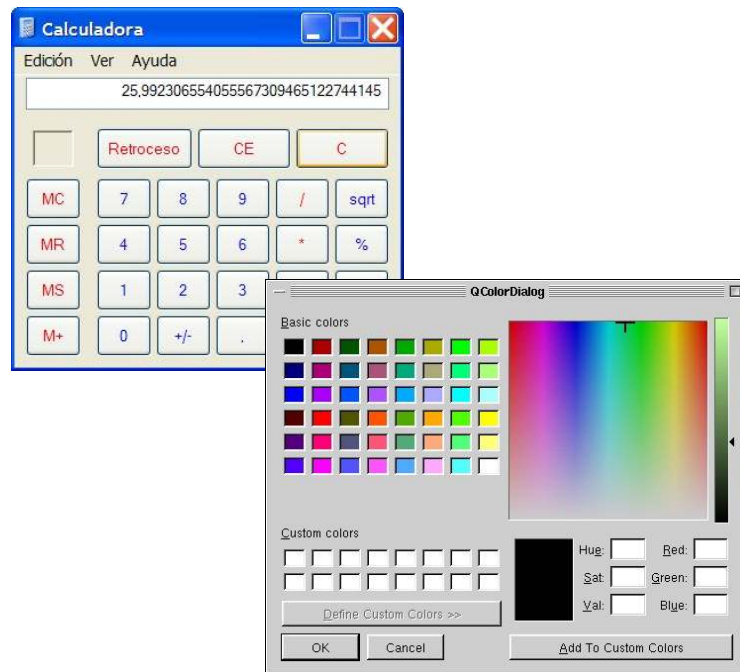 Calculadora
Edición Ver Ayuda
25,992306554055567309465122744145
Retroceso CE C
MC 7 8 9 / sqrt
MR 4 5 6 * %
MS 1 2 3
M+ 0 +/- .
QColorDialog
Basic colors
Custom colors
Hue: Red:
Sat: Green:
Val: Blue:
Define Custom Colors >>
OK Cancel Add To Custom Colors